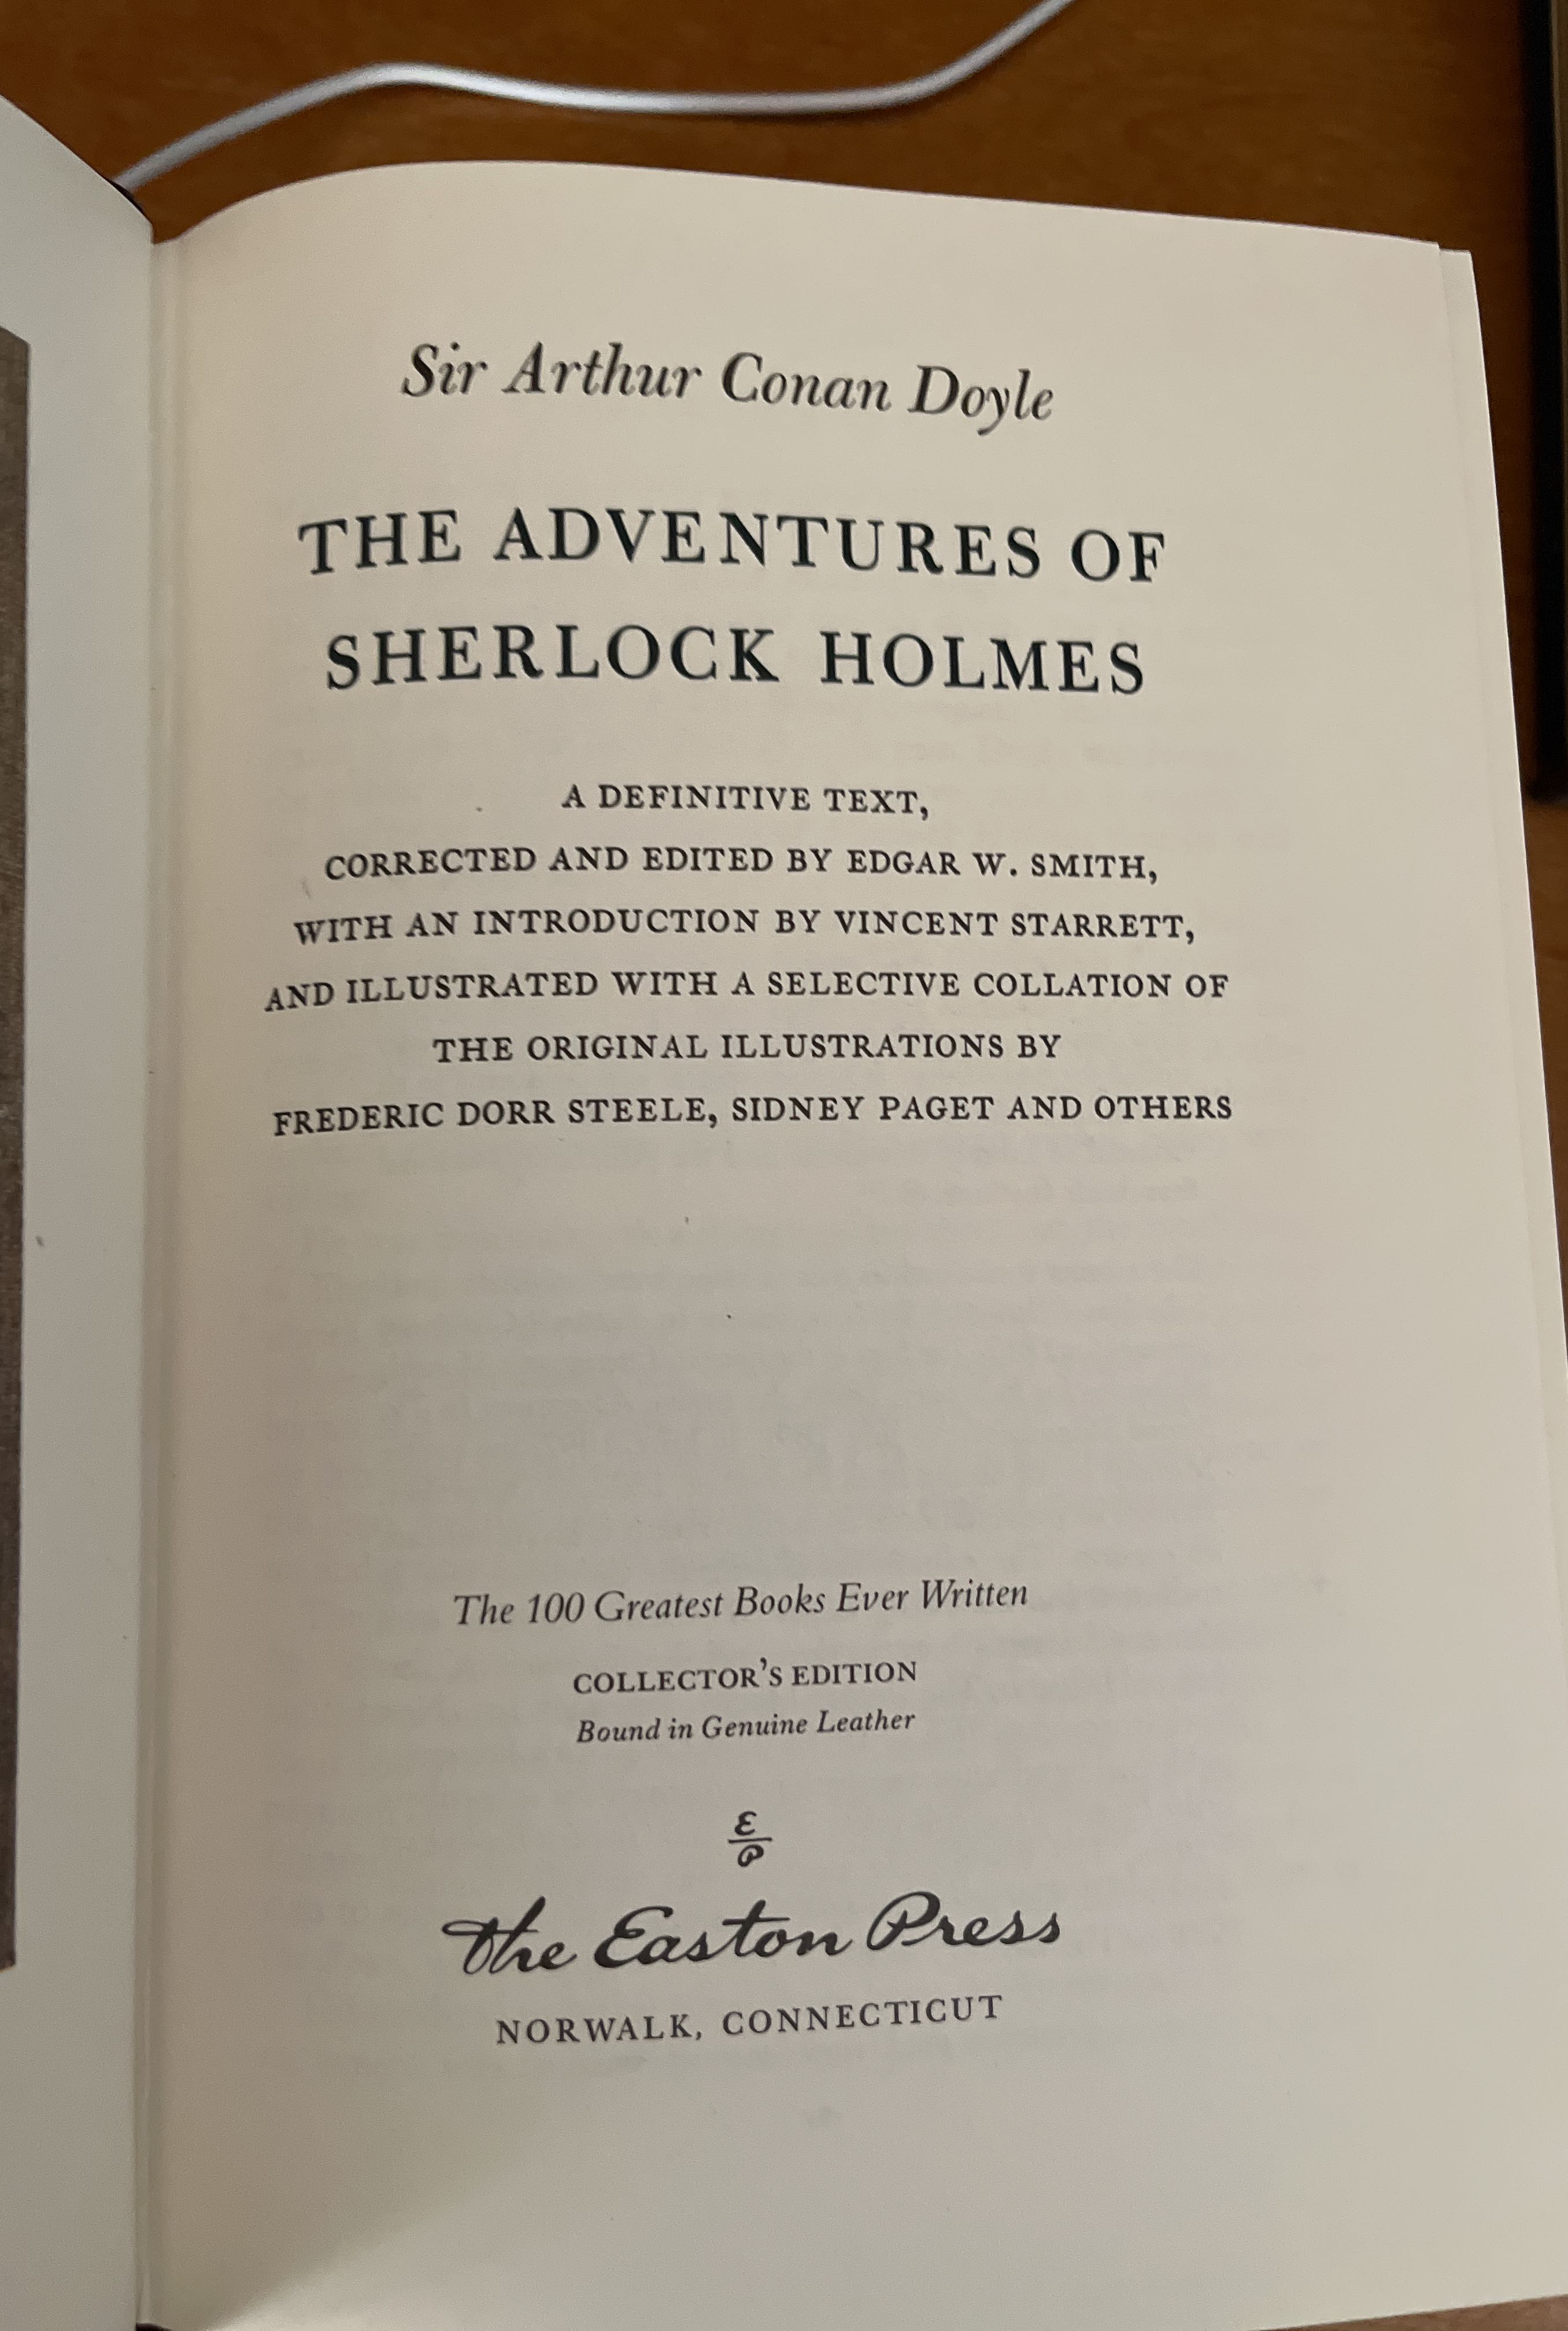 Sir Arthur Conan Doyle
THE ADVENTURES OF
SHERLOCK HOLMES
A DEFINITIVE TEXT,
CORRECTED AND EDITED BY EDGAR W. SMITH,
WITH AN INTRODUCTION BY VINCENT STARRETT,
AND ILLUSTRATED WITH A SELECTIVE COLLATION OF
THE ORIGINAL ILLUSTRATIONS BY
FREDERIC DORR STEELE, SIDNEY PAGET AND OTHERS
The 100 Greatest Books Ever Written
COLLECTOR'S EDITION
Bound in Genuine Leather
E
P
The Easton Press
NORWALK, CONNECTICUT